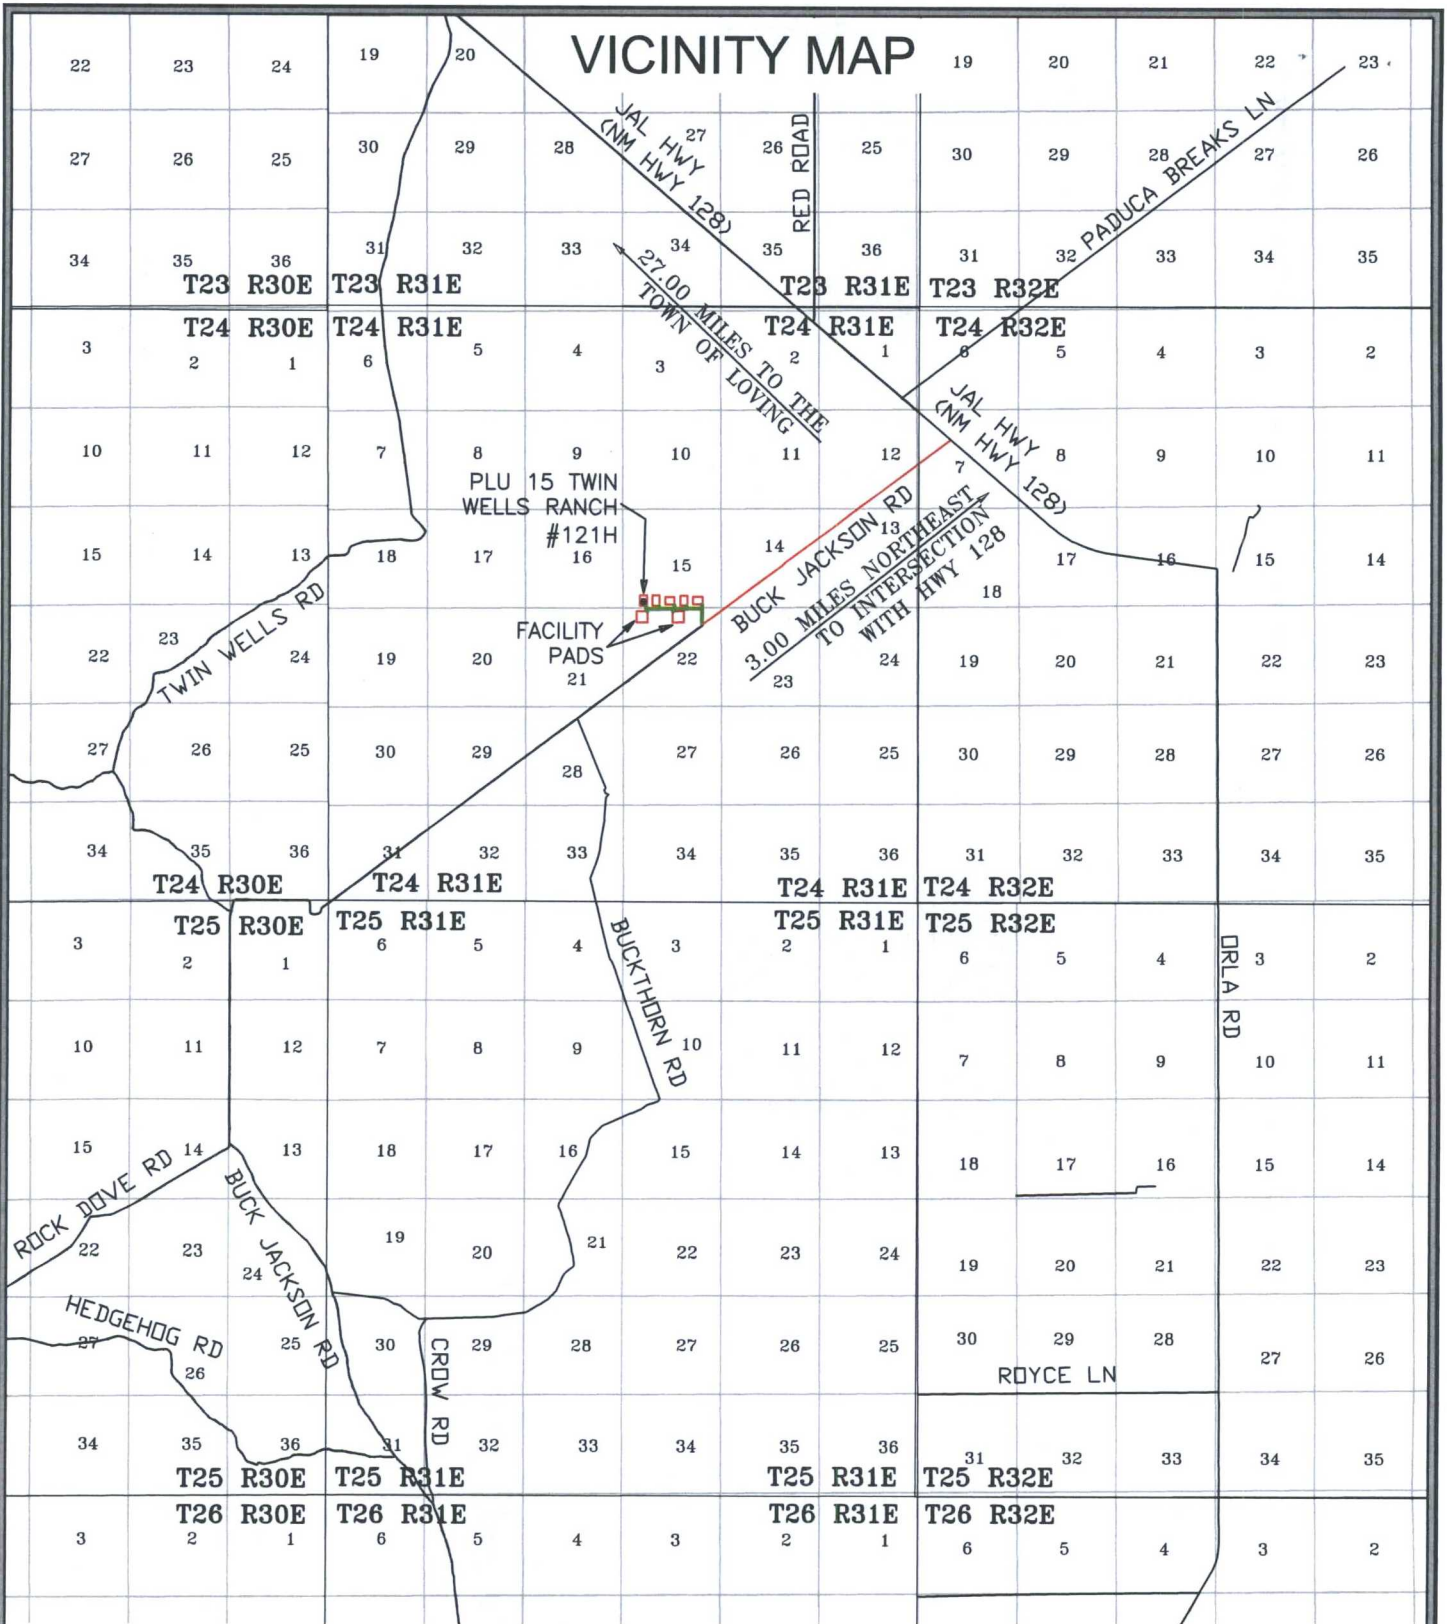 VICINITY MAP
22 23 24 19 20 19 20 21 22 23
JAL HWY
(NM HWY 128)
RED ROAD
PADUCA BREAKS LN
27 26 25 30 29 28 27 26 25 30 29 28 27 26
34 35 36 31 32 33 34 35 36 31 32 33 34 35
T23 R30E T23 R31E T23 R31E T23 R32E
27.00 MILES TO THE
TOWN OF LOVING
T24 R30E T24 R31E T24 R31E T24 R32E
3 2 1 6 5 4 3 2 1 6 5 4 3 2
JAL HWY
(NM HWY 128)
10 11 12 7 8 9 10 11 12 7 8 9 10 11
PLU 15 TWIN
WELLS RANCH
#121H
15 14 13 18 17 16 15 14 13 18 17 16 15 14
BUCK JACKSON RD
3.00 MILES NORTHEAST
TO INTERSECTION
WITH HWY 128
TWIN WELLS RD
FACILITY
PADS
22 23 24 19 20 21 22 23 24 19 20 21 22 23
27 26 25 30 29 28 27 26 25 30 29 28 27 26
34 35 36 31 32 33 34 35 36 31 32 33 34 35
T24 R30E T24 R31E T24 R31E T24 R32E
T25 R30E T25 R31E T25 R31E T25 R32E
3 2 1 6 5 4 3 2 1 6 5 4 3 2
BUCKTHORN RD
ORLA RD
10 11 12 7 8 9 10 11 12 7 8 9 10 11
15 14 13 18 17 16 15 14 13 18 17 16 15 14
ROCK DOVE RD
BUCK JACKSON RD
22 23 24 19 20 21 22 23 24 19 20 21 22 23
HEDGEHOG RD
27 26 25 30 29 28 27 26 25 30 29 28 27 26
CROW RD
ROYCE LN
34 35 36 31 32 33 34 35 36 31 32 33 34 35
T25 R30E T25 R31E T25 R31E T25 R32E
T26 R30E T26 R31E T26 R31E T26 R32E
3 2 1 6 5 4 3 2 1 6 5 4 3 2